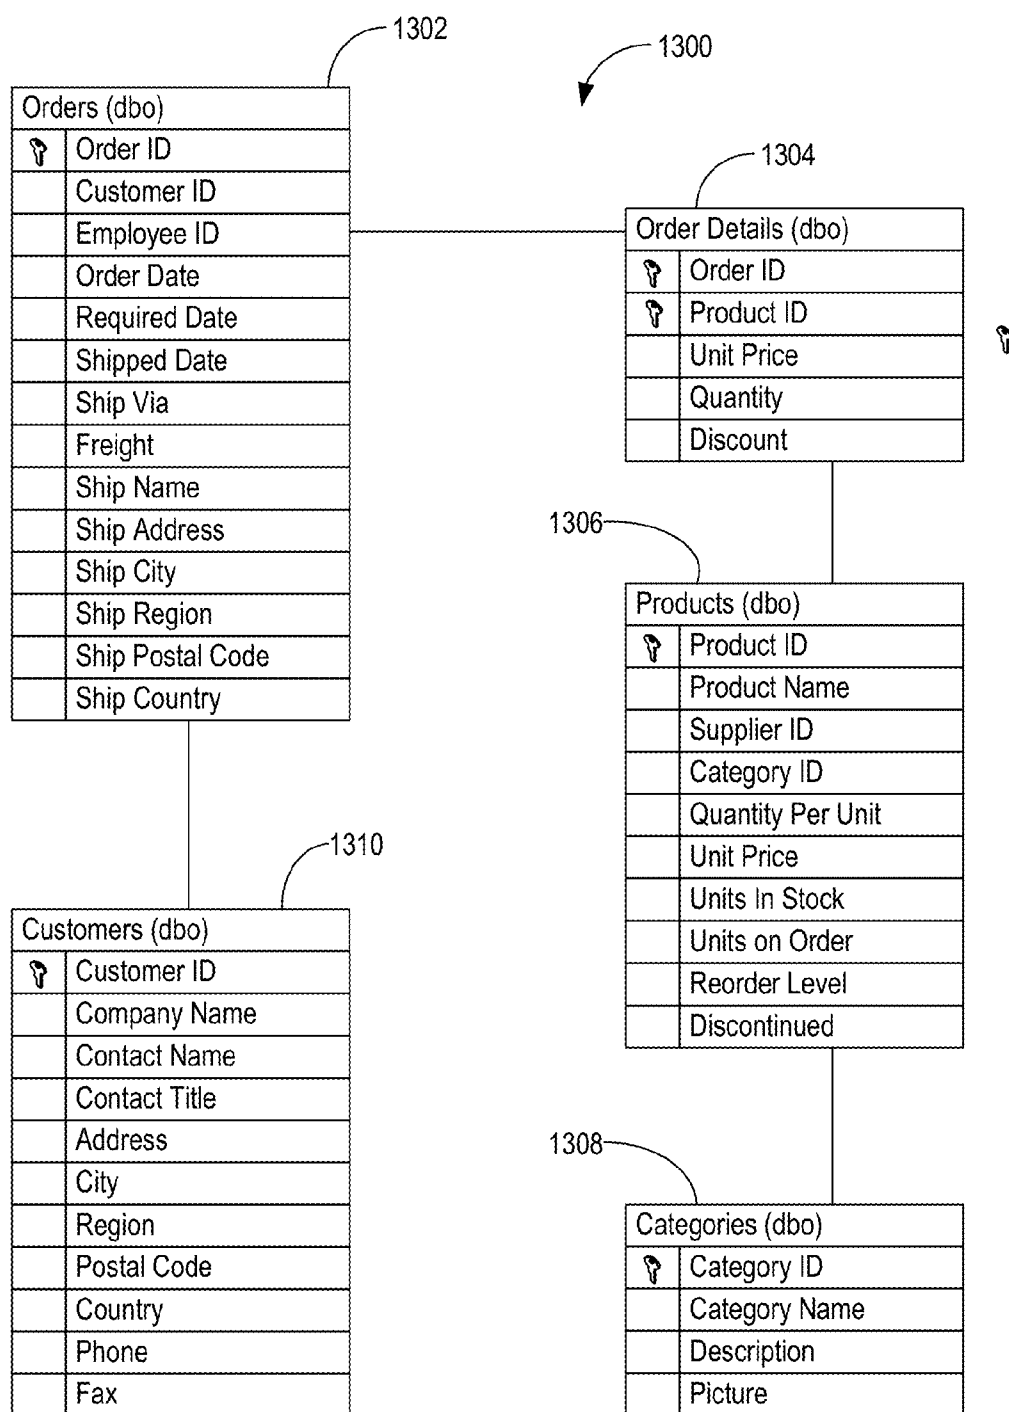 1302
1300
Orders (dbo)
Order ID
Customer ID
Employee ID
Order Date
Required Date
Shipped Date
Ship Via
Freight
Ship Name
Ship Address
Ship City
Ship Region
Ship Postal Code
Ship Country
1304
Order Details (dbo)
Order ID
Product ID
Unit Price
Quantity
Discount
1306
Products (dbo)
Product ID
Product Name
Supplier ID
Category ID
Quantity Per Unit
Unit Price
Units In Stock
Units on Order
Reorder Level
Discontinued
1310
Customers (dbo)
Customer ID
Company Name
Contact Name
Contact Title
Address
City
Region
Postal Code
Country
Phone
Fax
1308
Categories (dbo)
Category ID
Category Name
Description
Picture